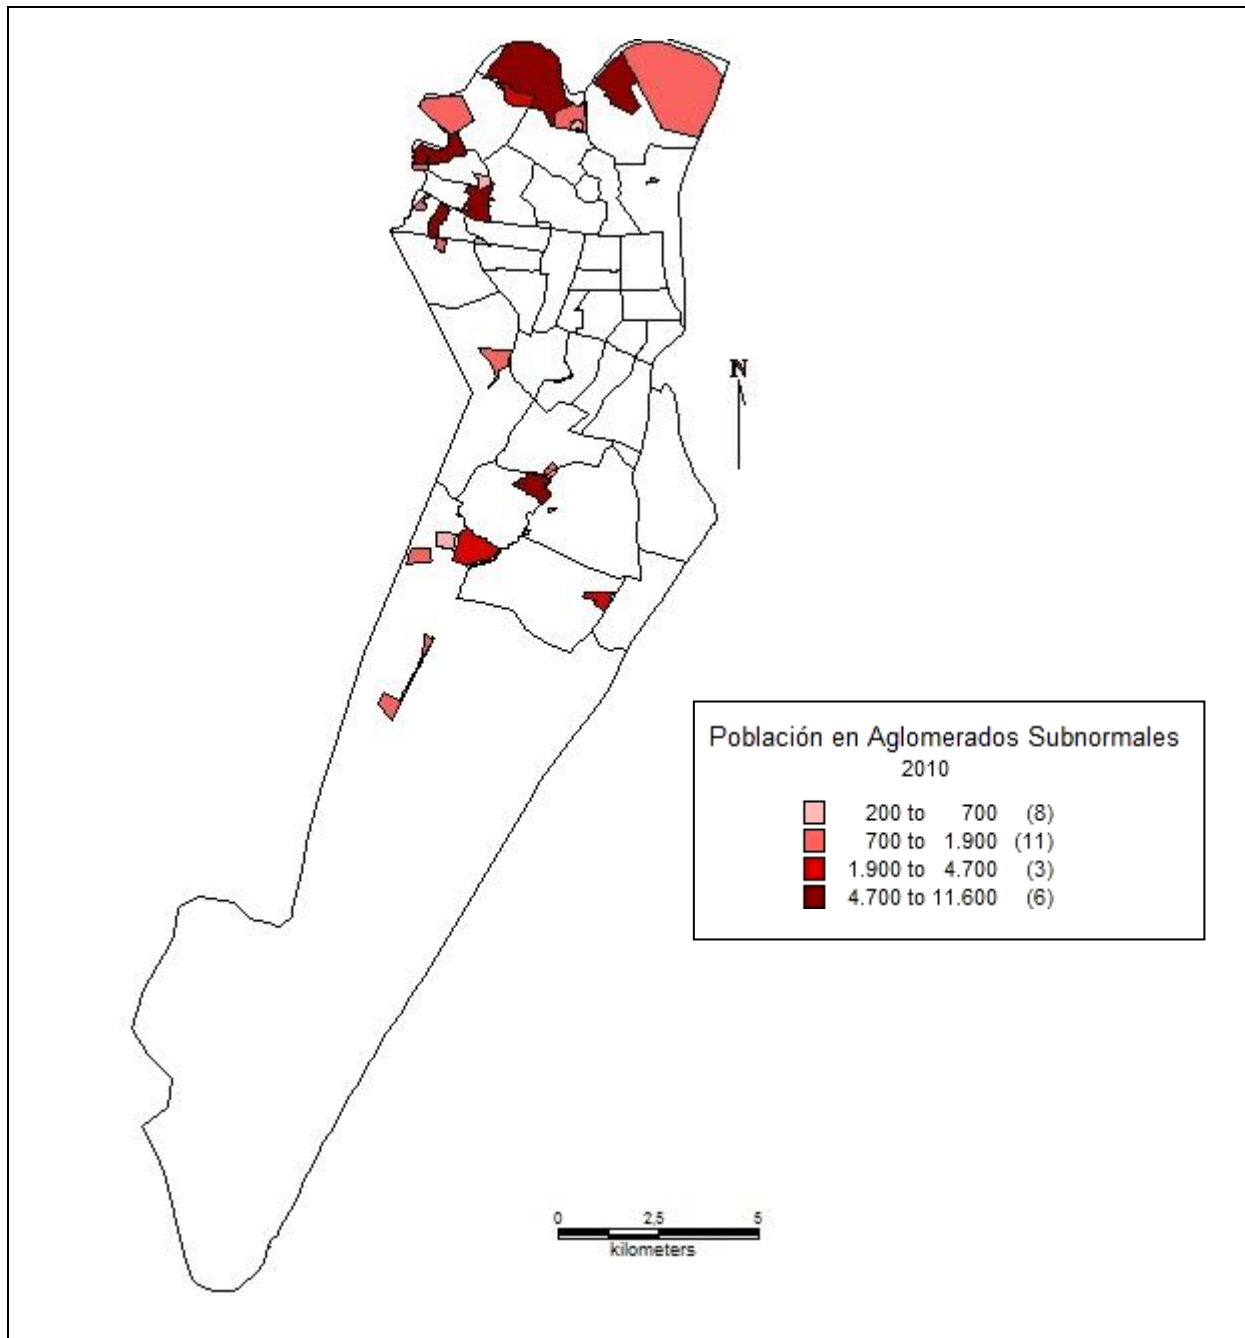 N
Población en Aglomerados Subnormales
2010
200 to 700 (8)
700 to 1.900 (11)
1.900 to 4.700 (3)
4.700 to 11.600 (6)
0 2,5 5
kilometers